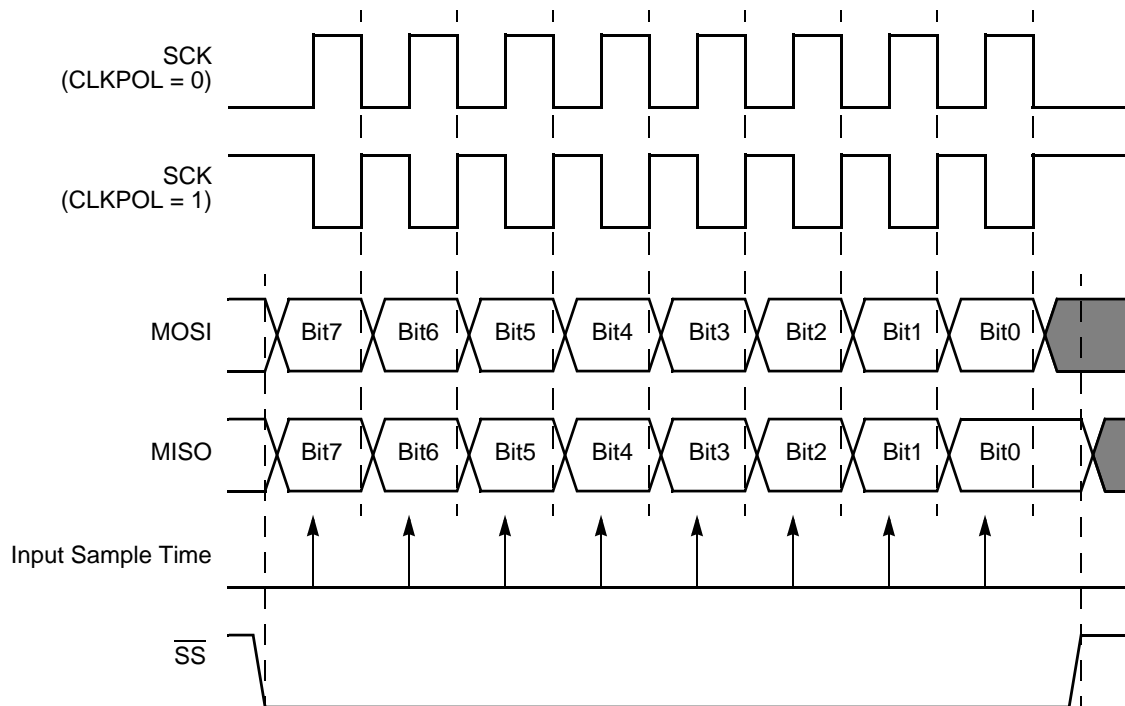 SCK
(CLKPOL = 0)
SCK
(CLKPOL = 1)
MOSI
Bit7 Bit6 Bit5 Bit4 Bit3 Bit2 Bit1 Bit0
MISO
Bit7 Bit6 Bit5 Bit4 Bit3 Bit2 Bit1 Bit0
Input Sample Time
S̅S̅